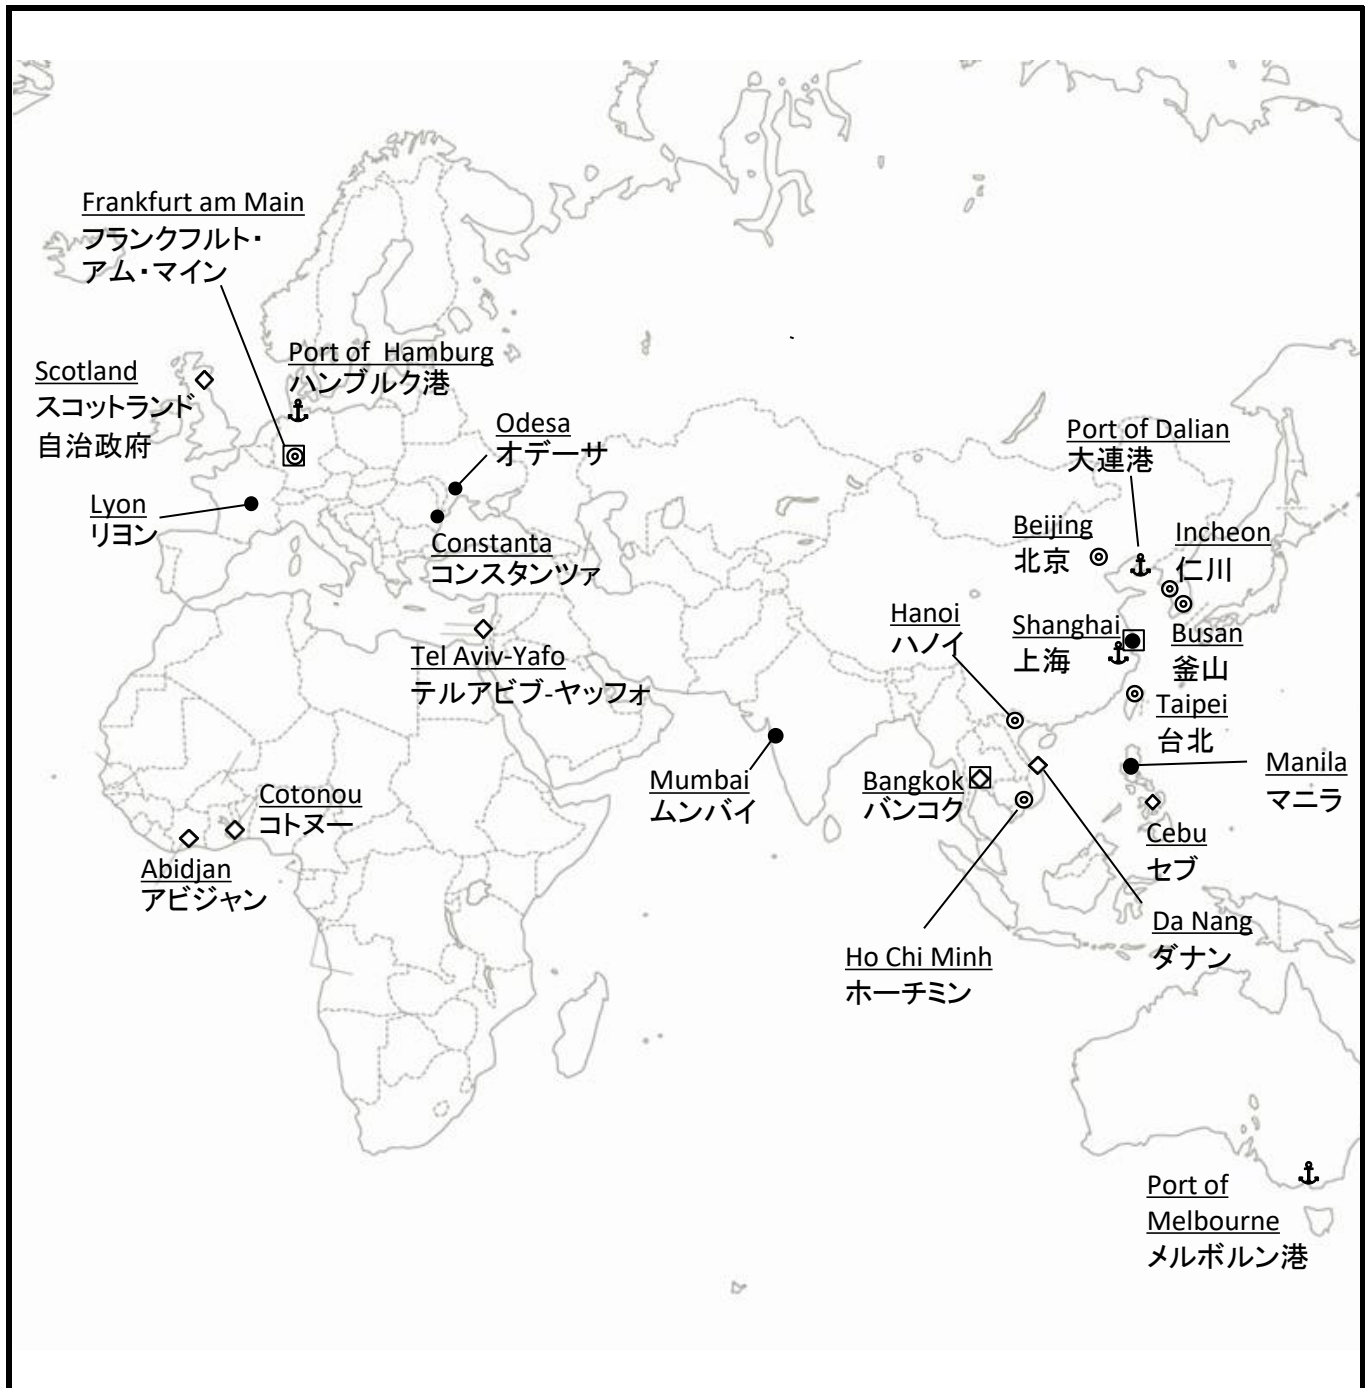 Frankfurt am Main
フランクフルト・
アム・マイン
Port of Hamburg
ハンブルク港
Scotland
スコットランド
自治政府
Odesa
オデーサ
Port of Dalian
大連港
Lyon
リヨン
Constanta
コンスタンツァ
Beijing
北京
Incheon
仁川
Hanoi
ハノイ
Shanghai
上海
Busan
釜山
Tel Aviv-Yafo
テルアビブ-ヤッフォ
Taipei
台北
Mumbai
ムンバイ
Bangkok
バンコク
Manila
マニラ
Cotonou
コトヌー
Cebu
セブ
Abidjan
アビジャン
Da Nang
ダナン
Ho Chi Minh
ホーチミン
Port of
Melbourne
メルボルン港